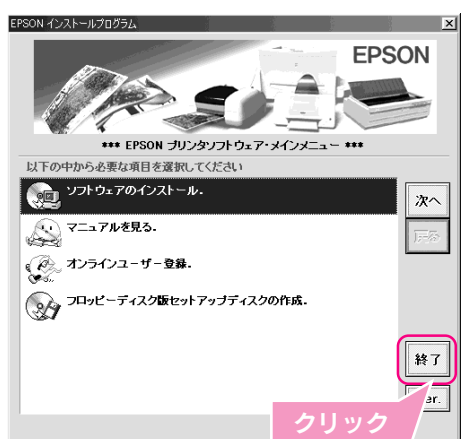 EPSON インストールプログラム
EPSON
*** EPSON プリンタソフトウェア・メインメニュー ***
以下の中から必要な項目を選択してください
ソフトウェアのインストール.
次へ
マニュアルを見る.
戻る
オンラインユーザー登録.
フロッピーディスク版セットアップディスクの作成.
終了
er.
クリック